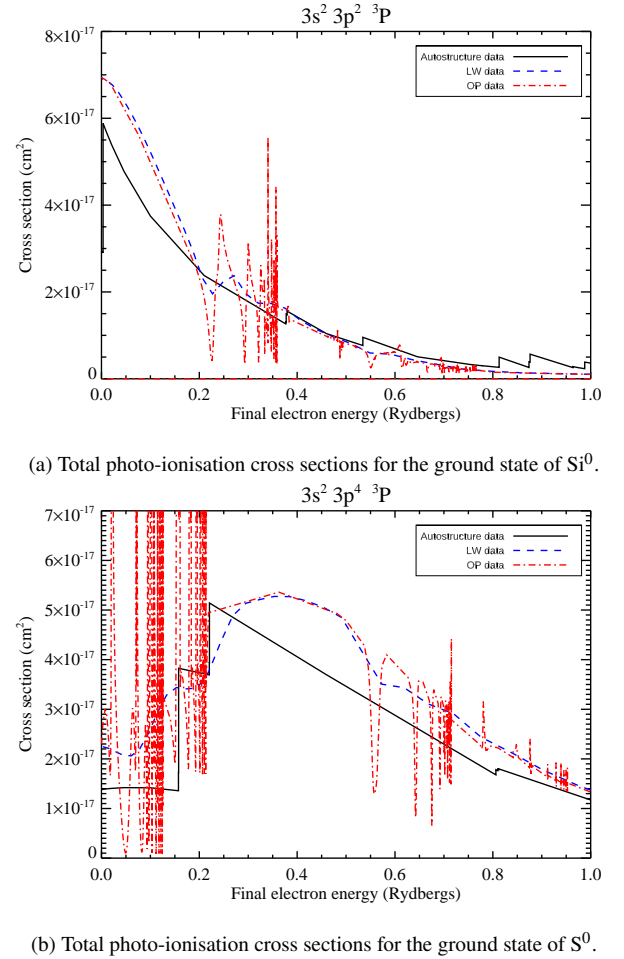 3s² 3p² ³P
8×10⁻¹⁷
6×10⁻¹⁷
4×10⁻¹⁷
2×10⁻¹⁷
0
Cross section (cm²)
Autostructure data
LW data
OP data
0.0 0.2 0.4 0.6 0.8 1.0
Final electron energy (Rydbergs)
(a) Total photo-ionisation cross sections for the ground state of Si⁰.
3s² 3p⁴ ³P
7×10⁻¹⁷
6×10⁻¹⁷
5×10⁻¹⁷
4×10⁻¹⁷
3×10⁻¹⁷
2×10⁻¹⁷
1×10⁻¹⁷
0
Cross section (cm²)
Autostructure data
LW data
OP data
0.0 0.2 0.4 0.6 0.8 1.0
Final electron energy (Rydbergs)
(b) Total photo-ionisation cross sections for the ground state of S⁰.